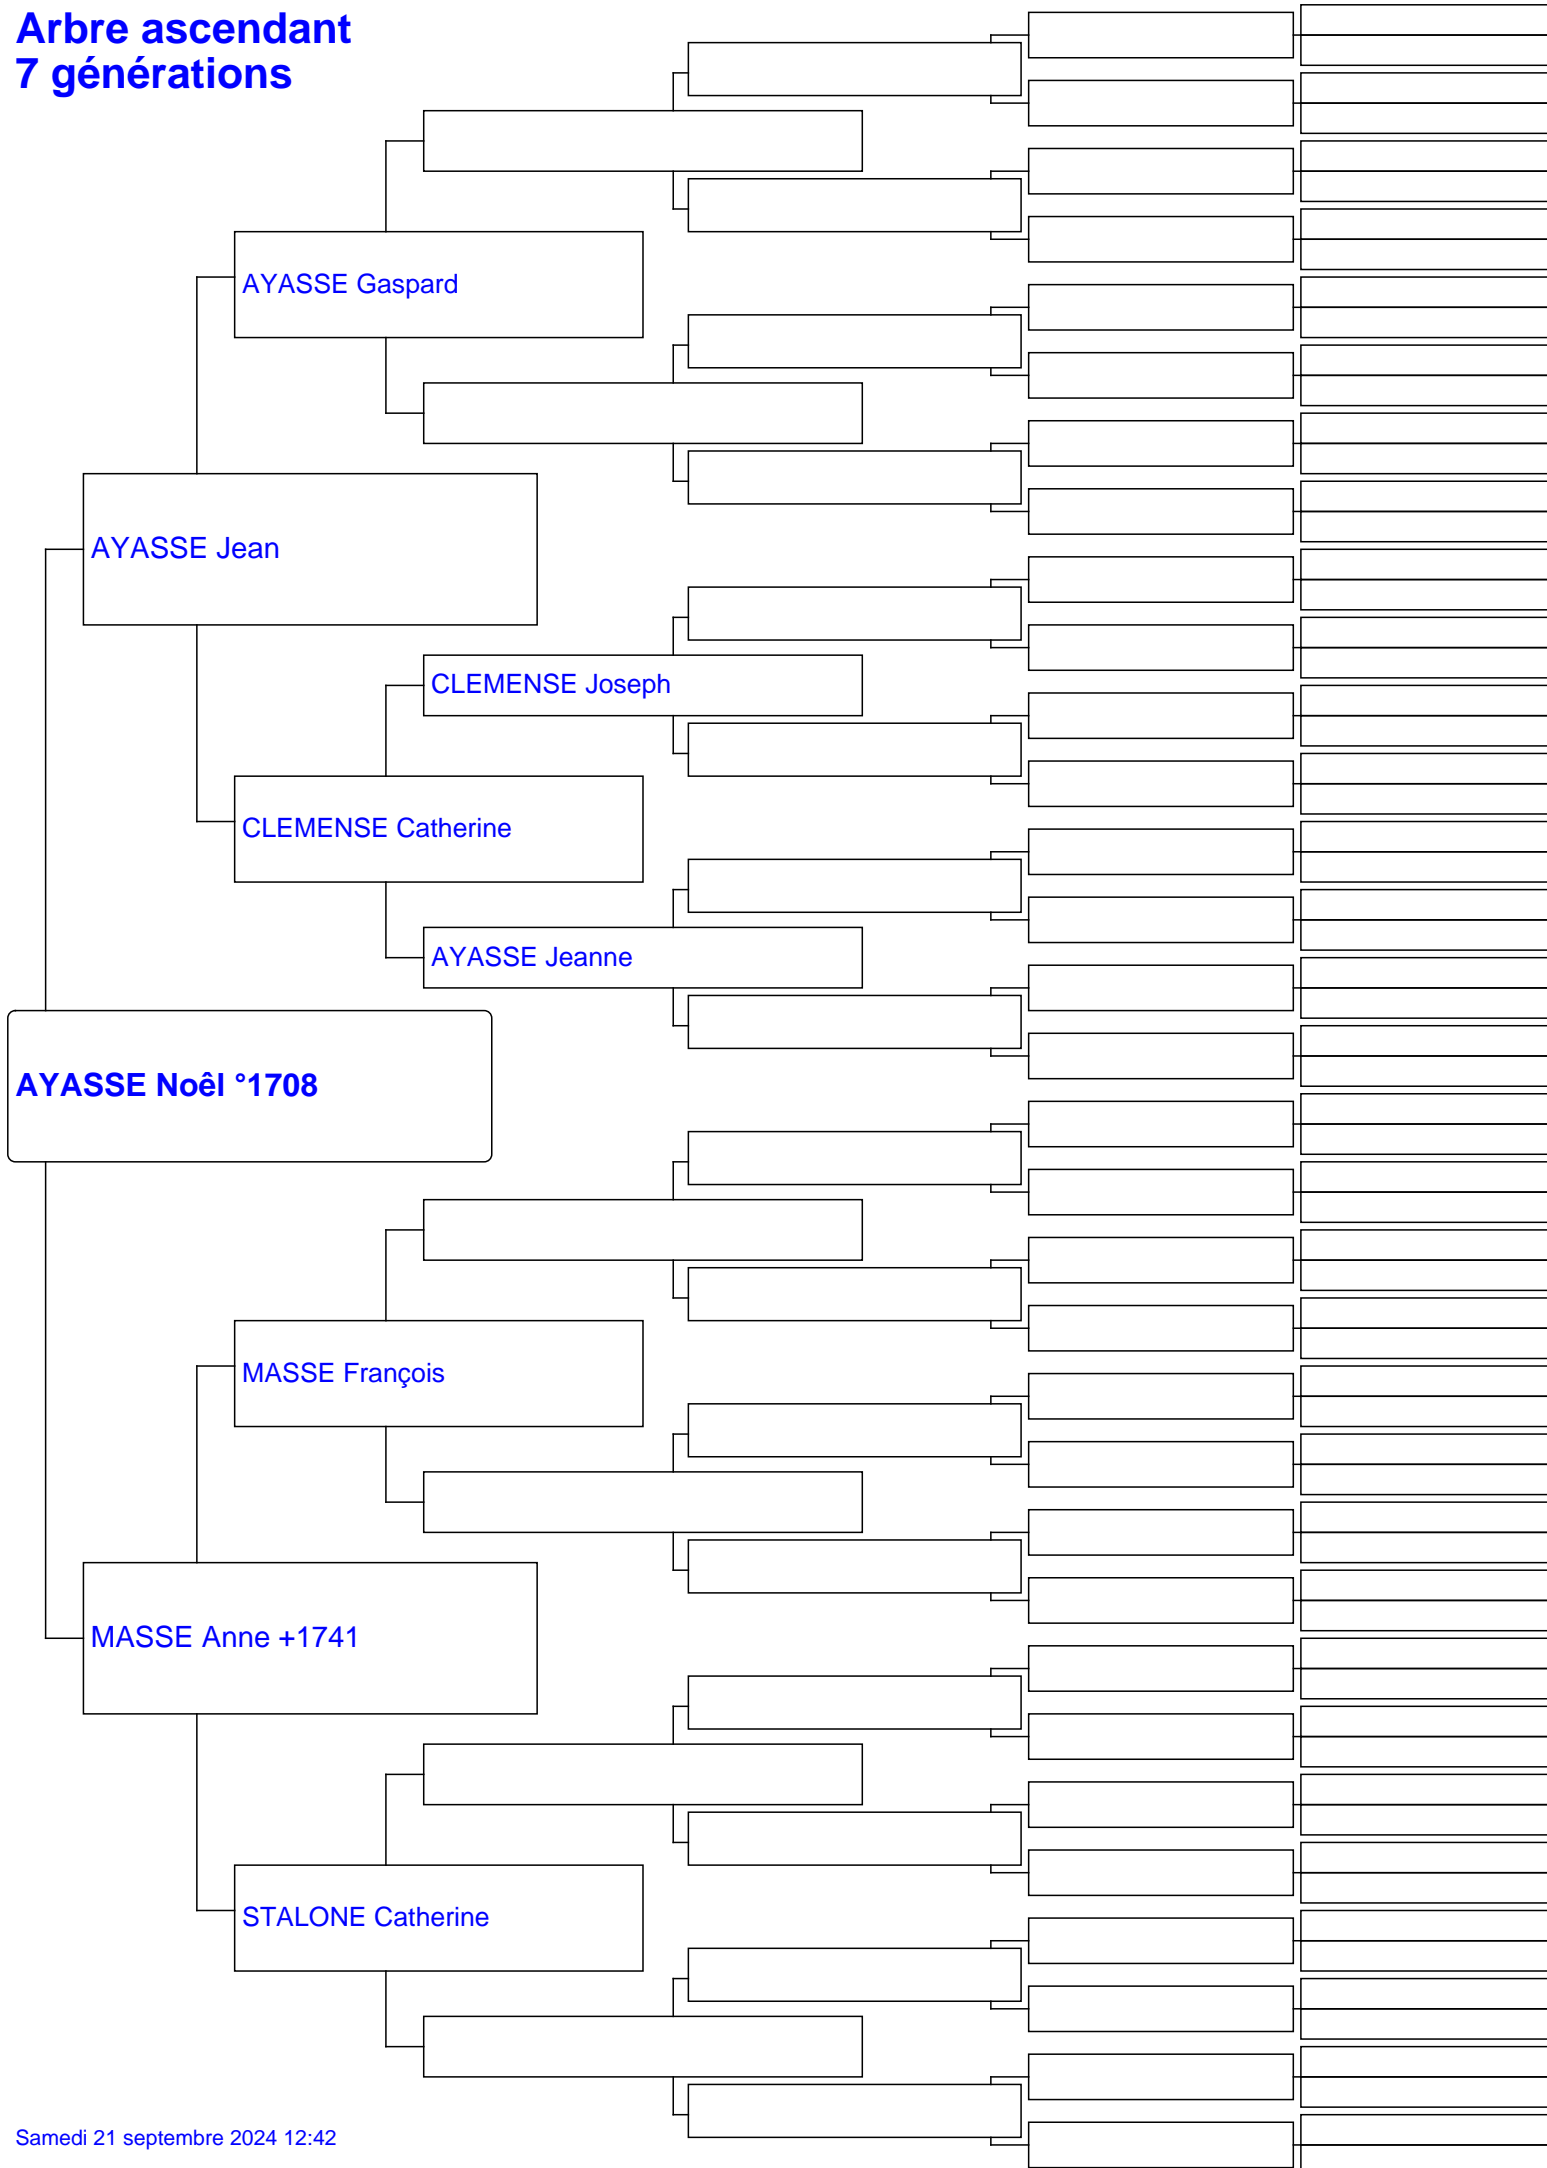 Arbre ascendant
7 générations
AYASSE Gaspard
AYASSE Jean
CLEMENSE Joseph
CLEMENSE Catherine
AYASSE Jeanne
AYASSE Noêl °1708
MASSE François
MASSE Anne +1741
STALONE Catherine
Samedi 21 septembre 2024 12:42